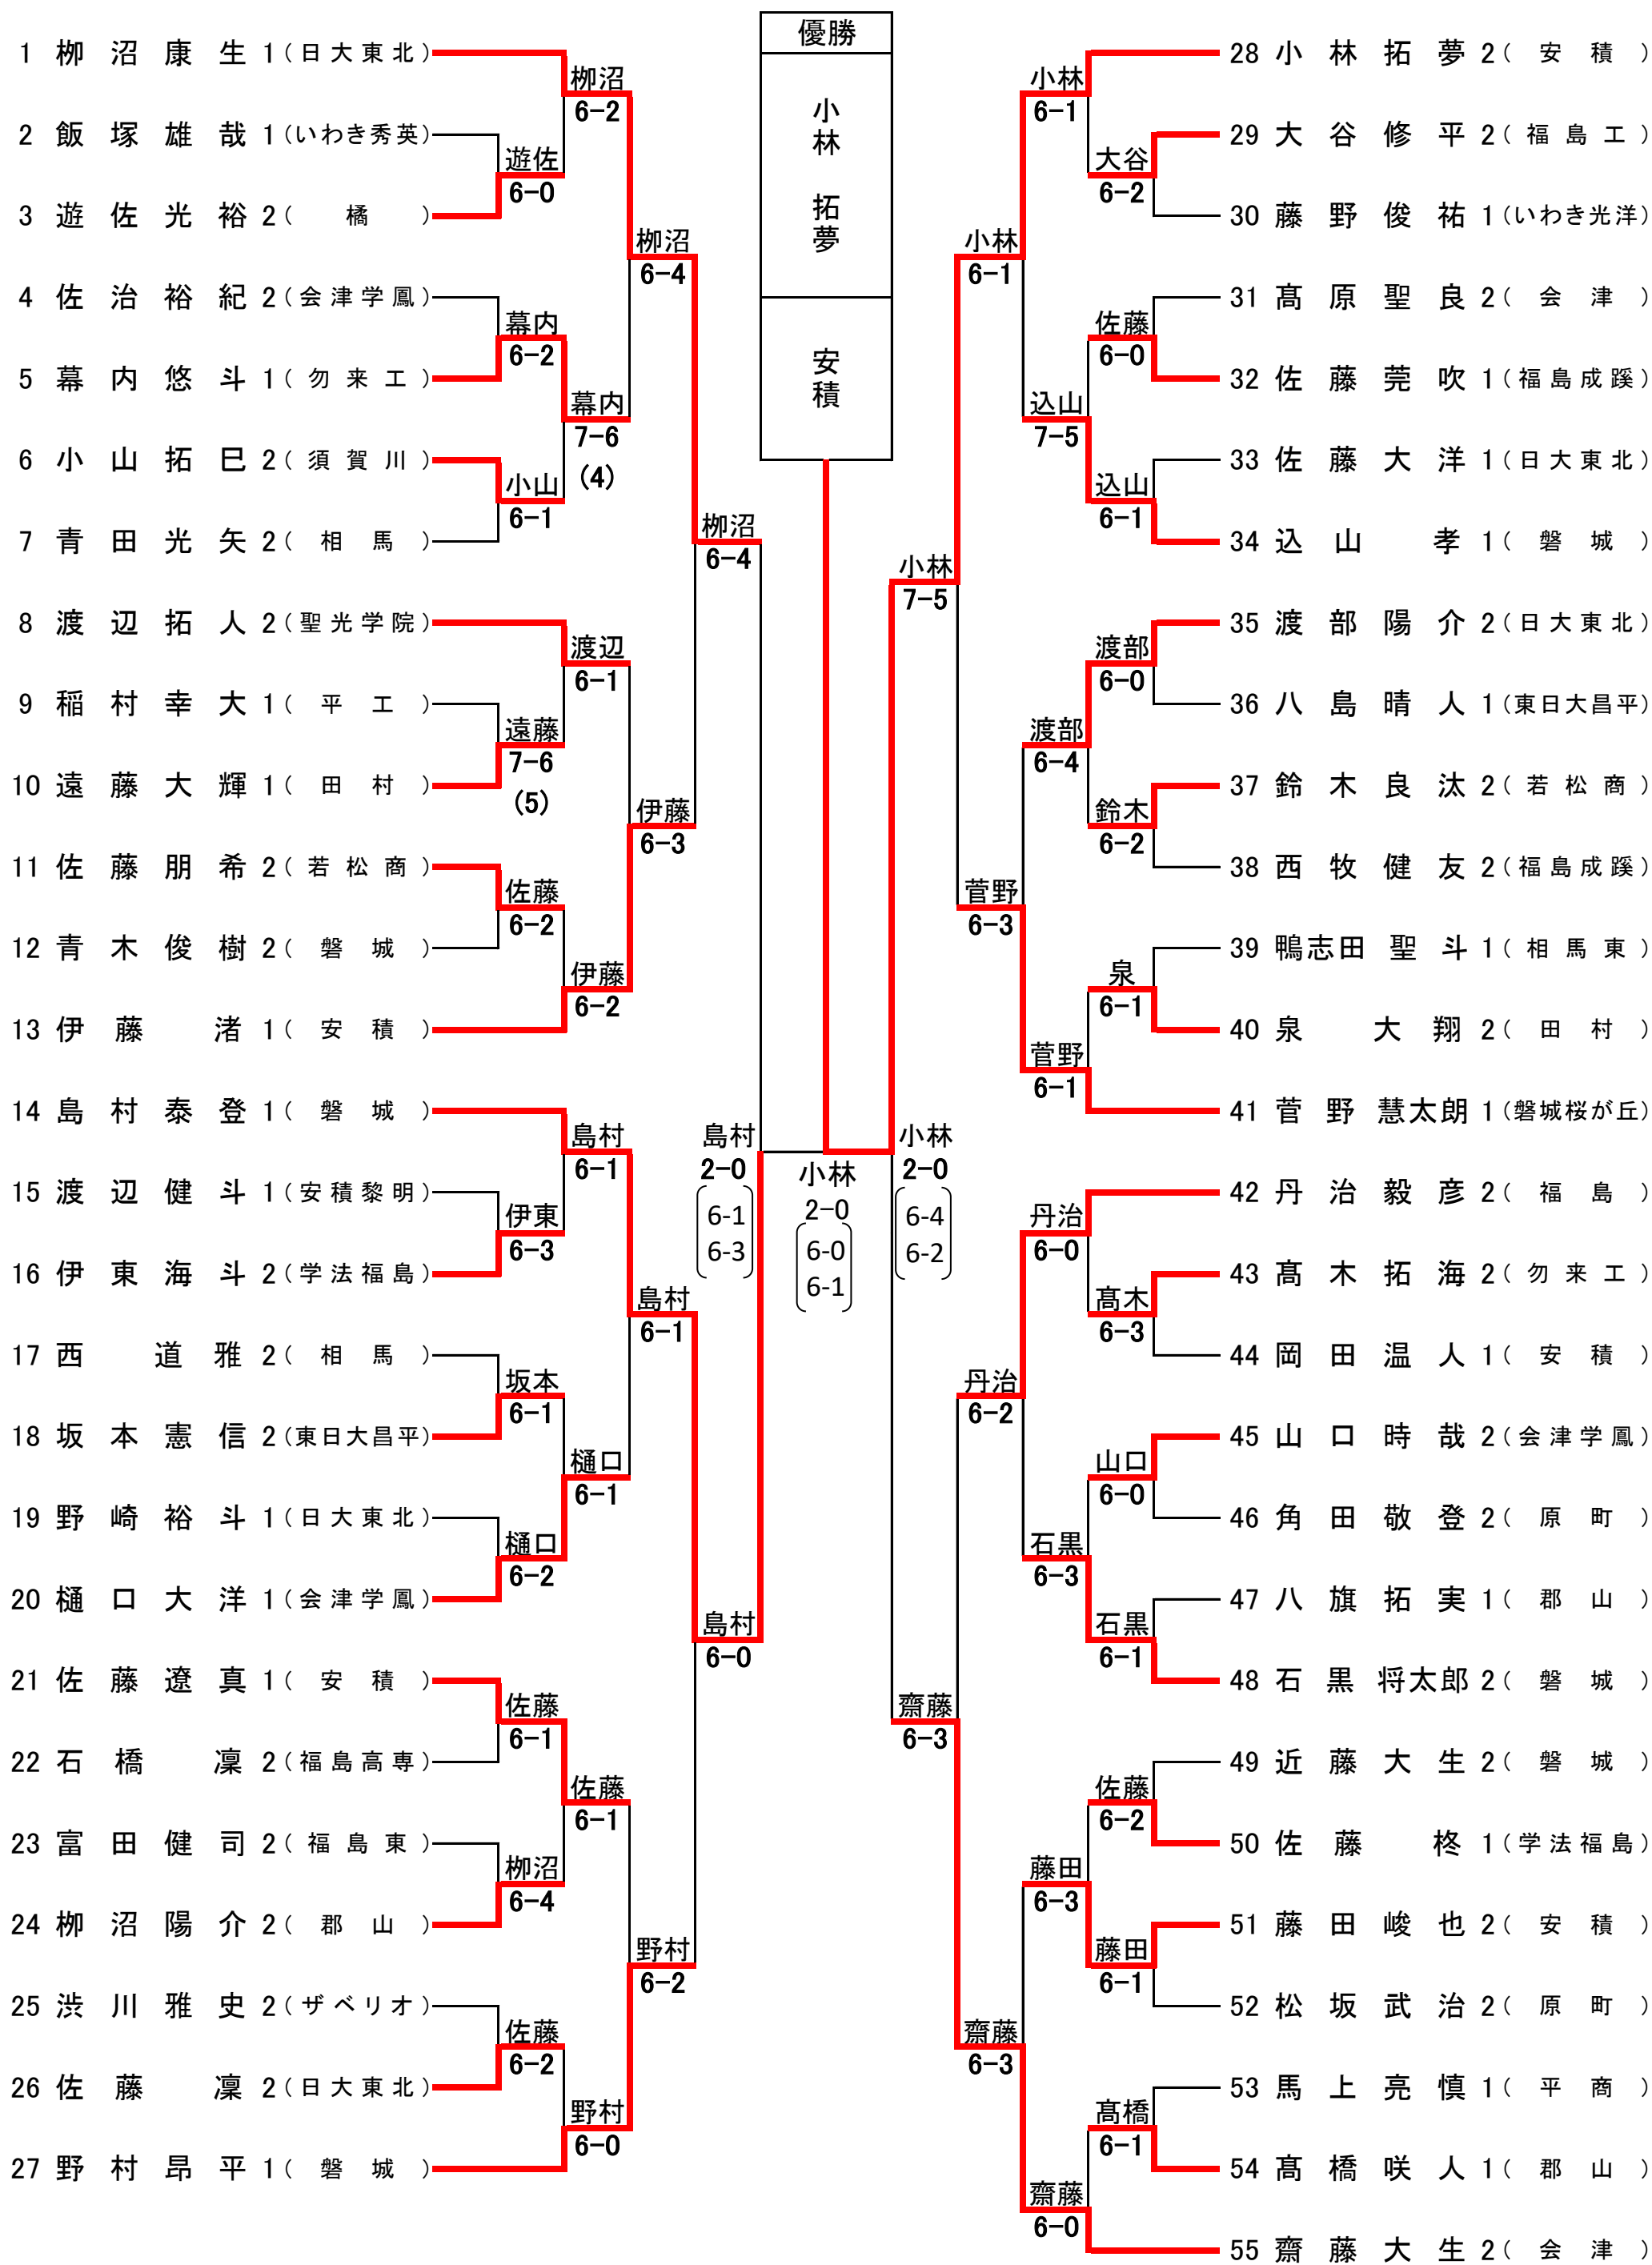 優勝
小林 拓夢
安積
1 栁沼康生 1 (日大東北)
2 飯塚雄哉 1 (いわき秀英)
3 遊佐光裕 2 (橘)
4 佐治裕紀 2 (会津学鳳)
5 幕内悠斗 1 (勿来工)
6 小山拓巳 2 (須賀川)
7 青田光矢 2 (相馬)
8 渡辺拓人 2 (聖光学院)
9 稲村幸大 1 (平工)
10 遠藤大輝 1 (田村)
11 佐藤朋希 2 (若松商)
12 青木俊樹 2 (磐城)
13 伊藤渚 1 (安積)
14 島村泰登 1 (磐城)
15 渡辺健斗 1 (安積黎明)
16 伊東海斗 2 (学法福島)
17 西道雅 2 (相馬)
18 坂本憲信 2 (東日大昌平)
19 野崎裕斗 1 (日大東北)
20 樋口大洋 1 (会津学鳳)
21 佐藤遼真 1 (安積)
22 石橋凜 2 (福島高専)
23 富田健司 2 (福島東)
24 栁沼陽介 2 (郡山)
25 渋川雅史 2 (ザベリオ)
26 佐藤凜 2 (日大東北)
27 野村昂平 1 (磐城)
遊佐
6-0
幕内
6-2
小山
6-1
遠藤
7-6
(5)
佐藤
6-2
伊東
6-3
坂本
6-1
樋口
6-2
佐藤
6-1
栁沼
6-4
佐藤
6-2
栁沼
6-2
幕内
7-6
(4)
渡辺
6-1
伊藤
6-2
島村
6-1
樋口
6-1
佐藤
6-1
野村
6-0
栁沼
6-4
伊藤
6-3
島村
6-1
野村
6-2
栁沼
6-4
島村
6-0
島村
2-0
6-1
6-3
小林
2-0
6-0
6-1
小林
2-0
6-4
6-2
小林
7-5
齋藤
6-3
小林
6-1
菅野
6-3
丹治
6-2
齋藤
6-3
小林
6-1
込山
7-5
渡部
6-4
菅野
6-1
丹治
6-0
石黒
6-3
藤田
6-3
齋藤
6-0
大谷
6-2
佐藤
6-0
込山
6-1
渡部
6-0
鈴木
6-2
泉
6-1
髙木
6-3
山口
6-0
石黒
6-1
佐藤
6-2
藤田
6-1
髙橋
6-1
28 小林拓夢 2 (安積)
29 大谷修平 2 (福島工)
30 藤野俊祐 1 (いわき光洋)
31 髙原聖良 2 (会津)
32 佐藤莞吹 1 (福島成蹊)
33 佐藤大洋 1 (日大東北)
34 込山孝 1 (磐城)
35 渡部陽介 2 (日大東北)
36 八島晴人 1 (東日大昌平)
37 鈴木良汰 2 (若松商)
38 西牧健友 2 (福島成蹊)
39 鴨志田聖斗 1 (相馬東)
40 泉大翔 2 (田村)
41 菅野慧太朗 1 (磐城桜が丘)
42 丹治毅彦 2 (福島)
43 髙木拓海 2 (勿来工)
44 岡田温人 1 (安積)
45 山口時哉 2 (会津学鳳)
46 角田敬登 2 (原町)
47 八旗拓実 1 (郡山)
48 石黒将太郎 2 (磐城)
49 近藤大生 2 (磐城)
50 佐藤柊 1 (学法福島)
51 藤田峻也 2 (安積)
52 松坂武治 2 (原町)
53 馬上亮慎 1 (平商)
54 髙橋咲人 1 (郡山)
55 齋藤大生 2 (会津)